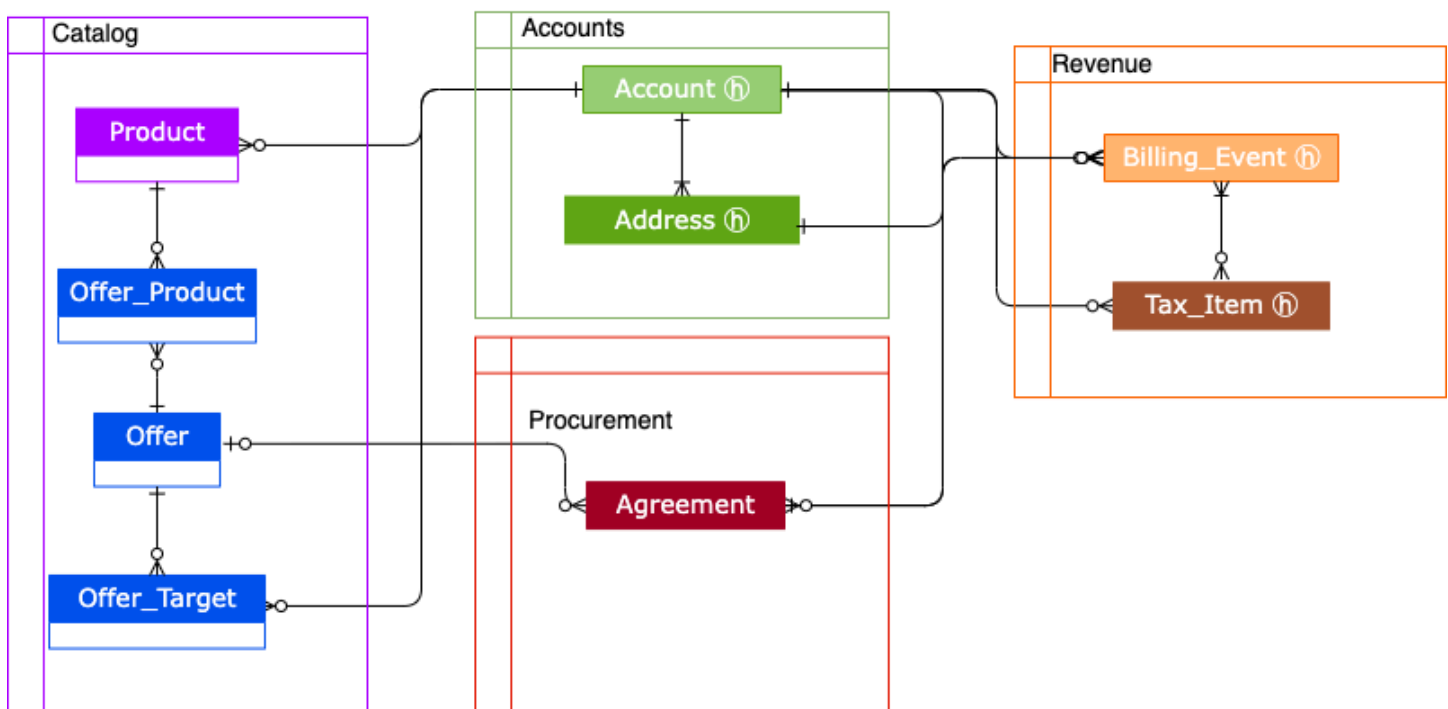 Catalog
Product
Offer_Product
Offer
Offer_Target
Accounts
Account ⓗ
Address ⓗ
Procurement
Agreement
Revenue
Billing_Event ⓗ
Tax_Item ⓗ